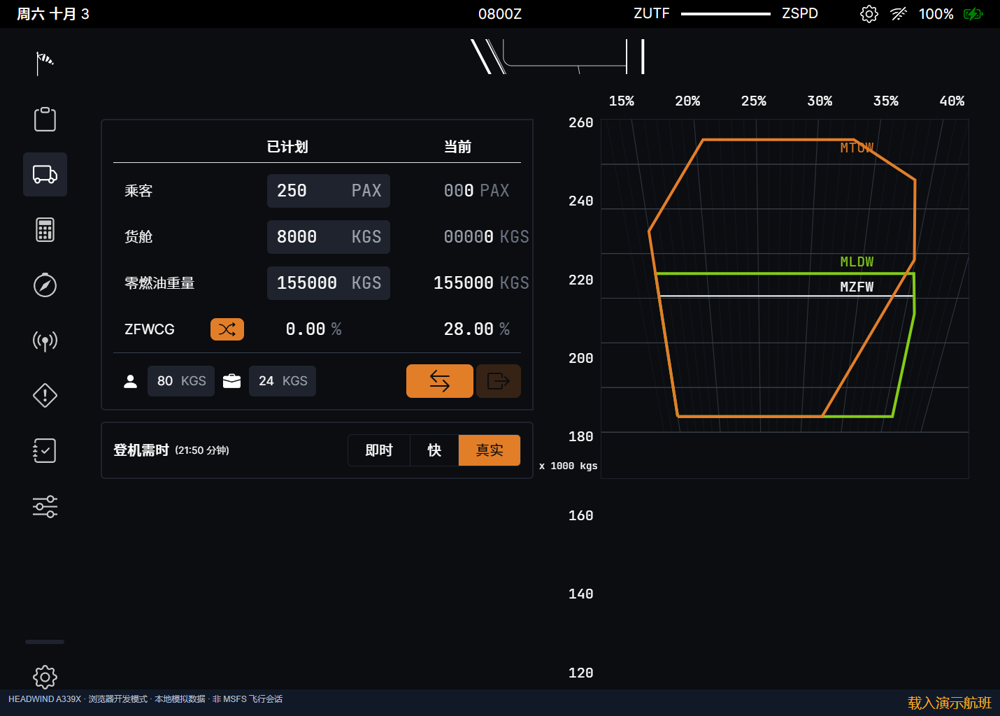 周六 十月 3
0800Z
ZUTF ZSPD
100%
已计划 当前
乘客 250 PAX 000 PAX
货舱 8000 KGS 00000 KGS
零燃油重量 155000 KGS 155000 KGS
ZFWCG 0.00 % 28.00 %
80 KGS 24 KGS
登机需时 (21:50 分钟) 即时 快 真实
15% 20% 25% 30% 35% 40%
260
MTOW
240
MLDW
220
MZFW
200
180
x 1000 kgs
160
140
120
HEADWIND A339X · 浏览器开发模式 · 本地模拟数据 · 非 MSFS 飞行会话
载入演示航班